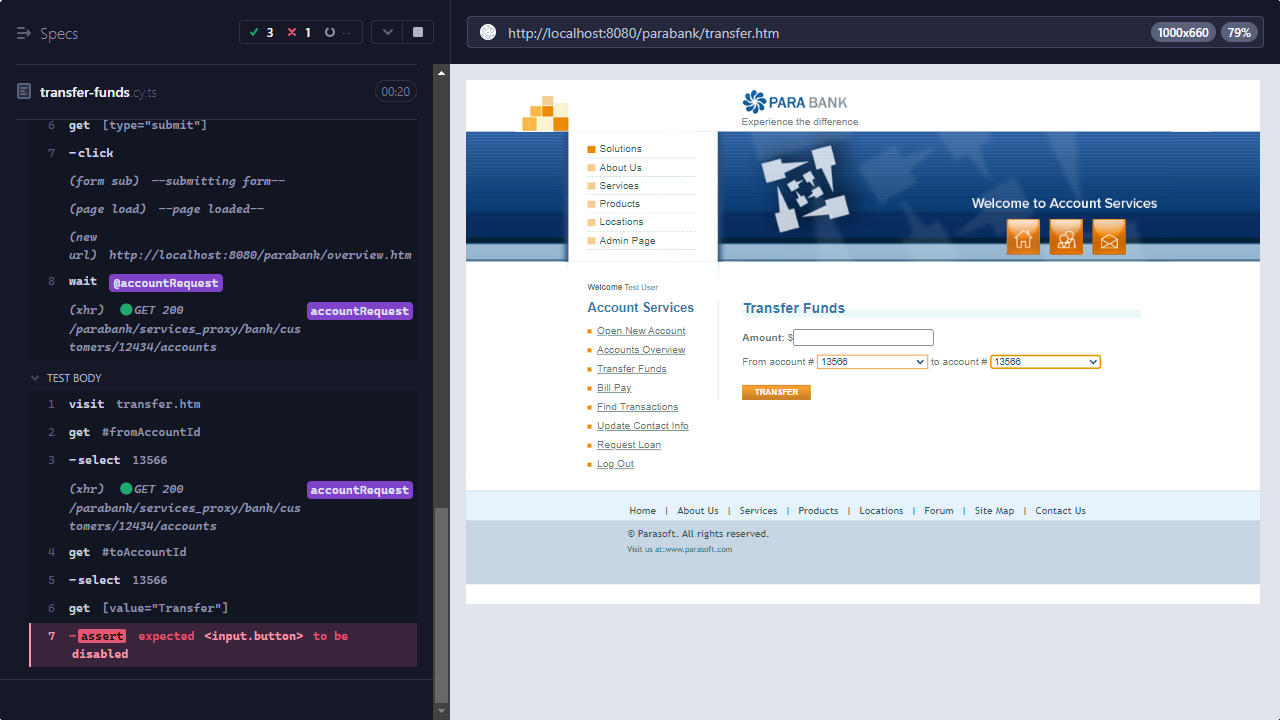 Specs
3
1
--
transfer-funds.cy.ts
00:20
6 get [type="submit"]
7 -click
(form sub) --submitting form--
(page load) --page loaded--
(new
url) http://localhost:8080/parabank/overview.htm
8 wait @accountRequest
(xhr) GET 200 accountRequest
/parabank/services_proxy/bank/cus
tomers/12434/accounts
TEST BODY
1 visit transfer.htm
2 get #fromAccountId
3 -select 13566
(xhr) GET 200 accountRequest
/parabank/services_proxy/bank/cus
tomers/12434/accounts
4 get #toAccountId
5 -select 13566
6 get [value="Transfer"]
7 -assert expected <input.button> to be
disabled
http://localhost:8080/parabank/transfer.htm
1000x660
79%
PARA BANK
Experience the difference
Solutions
About Us
Services
Products
Locations
Admin Page
Welcome to Account Services
Welcome Test User
Account Services
Open New Account
Accounts Overview
Transfer Funds
Bill Pay
Find Transactions
Update Contact Info
Request Loan
Log Out
Transfer Funds
Amount: $
From account # 13566 to account # 13566
TRANSFER
Home | About Us | Services | Products | Locations | Forum | Site Map | Contact Us
© Parasoft. All rights reserved.
Visit us at:www.parasoft.com